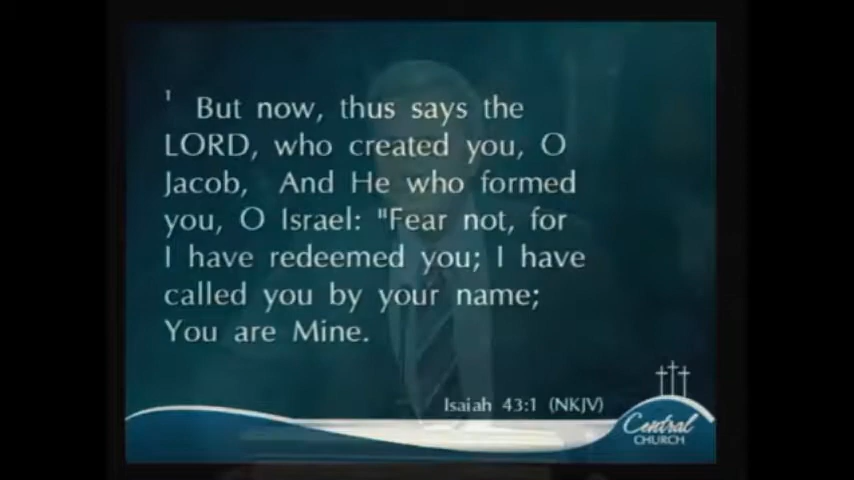 1 But now, thus says the
LORD, who created you, O
Jacob, And He who formed
you, O Israel: "Fear not, for
I have redeemed you; I have
called you by your name;
You are Mine.
Isaiah 43:1 (NKJV)
Central
CHURCH